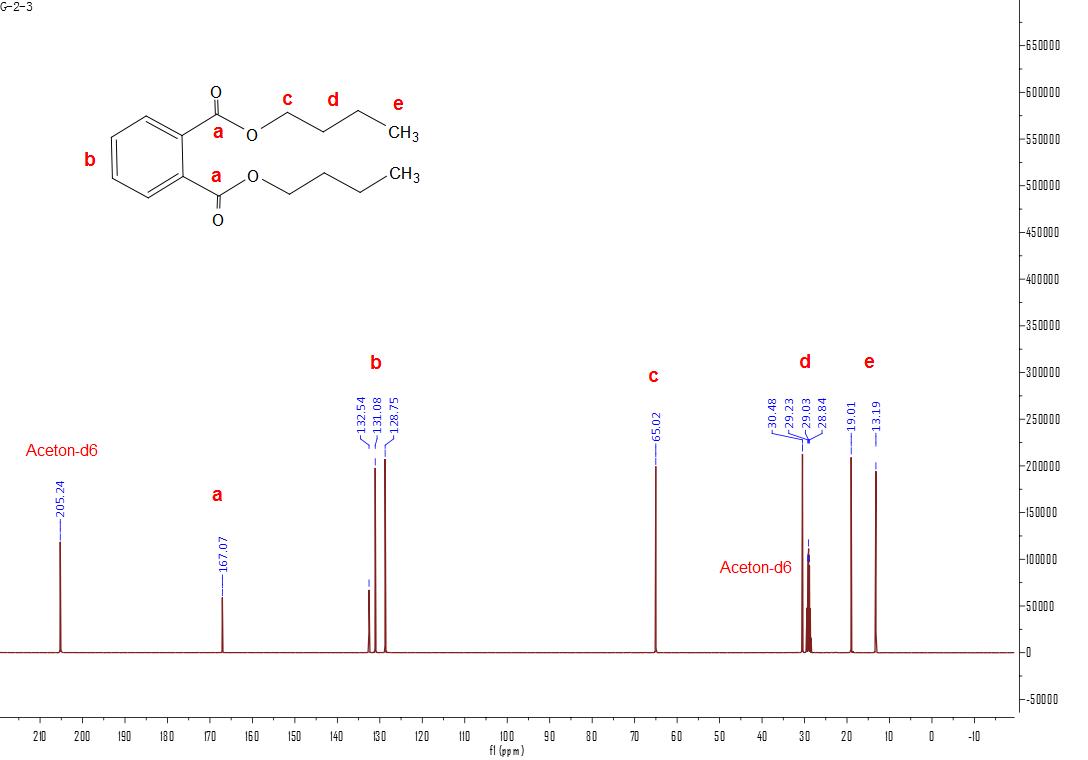 G-2-3
O
c
d
e
a
O
CH3
b
a
O
CH3
O
650000
600000
550000
500000
450000
400000
350000
300000
250000
200000
150000
100000
50000
0
-50000
b
c
d
e
132.54
131.08
128.75
65.02
30.48
29.23
29.03
28.84
19.01
13.19
Aceton-d6
205.24
a
167.07
Aceton-d6
210 200 190 180 170 160 150 140 130 120 110 100 90 80 70 60 50 40 30 20 10 0 -10
f1 (ppm)